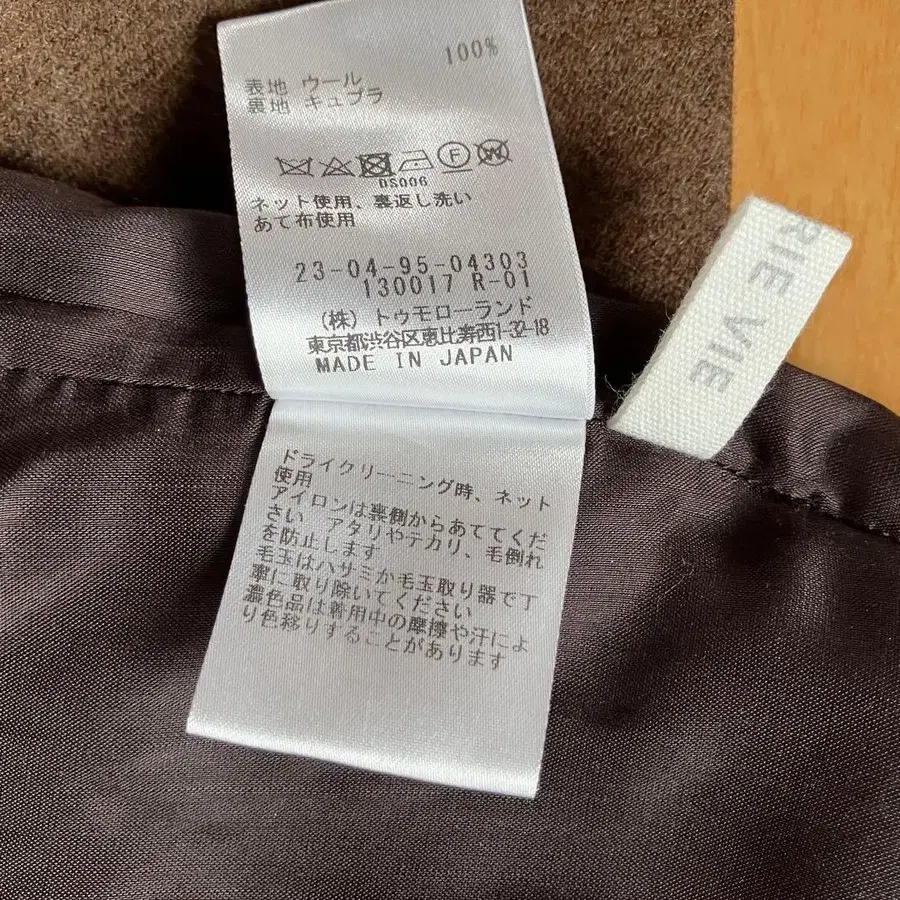 100%
表地 ウール
裏地 キュプラ
DS006
ネット使用、裏返し洗い
あて布使用
23-04-95-04303
130017 R-01
(株) トゥモローランド
東京都渋谷区恵比寿西1-32-18
MADE IN JAPAN
ドライクリーニング時、ネット
使用
アイロンは裏側からあててくだ
さい アタリやテカリ、毛倒れ
を防止します
毛玉はハサミか毛玉取り器で丁
寧に取り除いてください
濃色品は着用中の摩擦や汗によ
り色移りすることがあります
RIE VIE